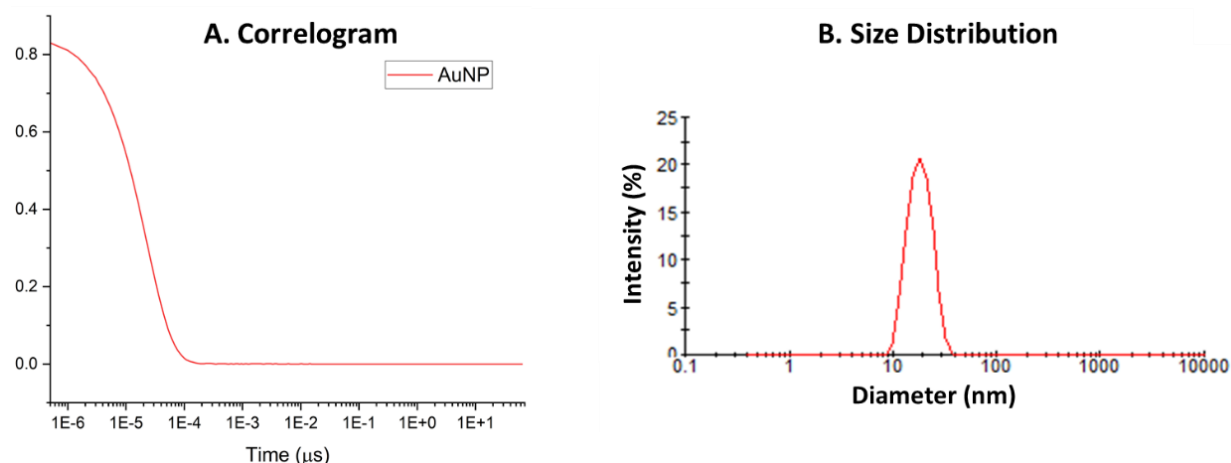 A. Correlogram
AuNP
0.8
0.6
0.4
0.2
0.0
1E-6 1E-5 1E-4 1E-3 1E-2 1E-1 1E+0 1E+1
Time (μs)
B. Size Distribution
25
20
15
10
5
0
Intensity (%)
0.1 1 10 100 1000 10000
Diameter (nm)